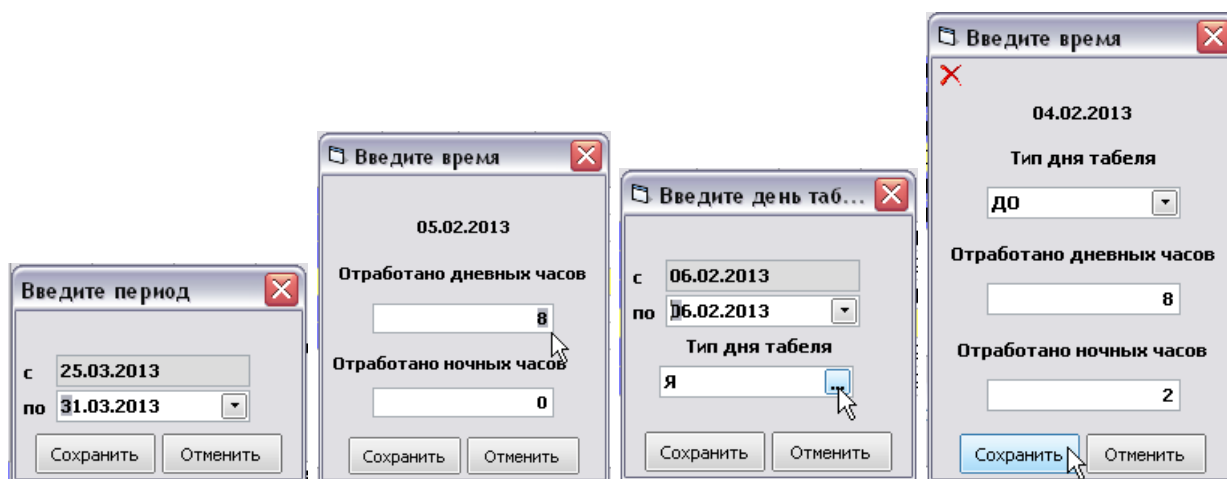 Введите период
с 25.03.2013
по 31.03.2013
Сохранить Отменить
Введите время
05.02.2013
Отработано дневных часов
8
Отработано ночных часов
0
Сохранить Отменить
Введите день таб...
с 06.02.2013
по 06.02.2013
Тип дня табеля
Я ...
Сохранить Отменить
Введите время
04.02.2013
Тип дня табеля
ДО
Отработано дневных часов
8
Отработано ночных часов
2
Сохранить Отменить